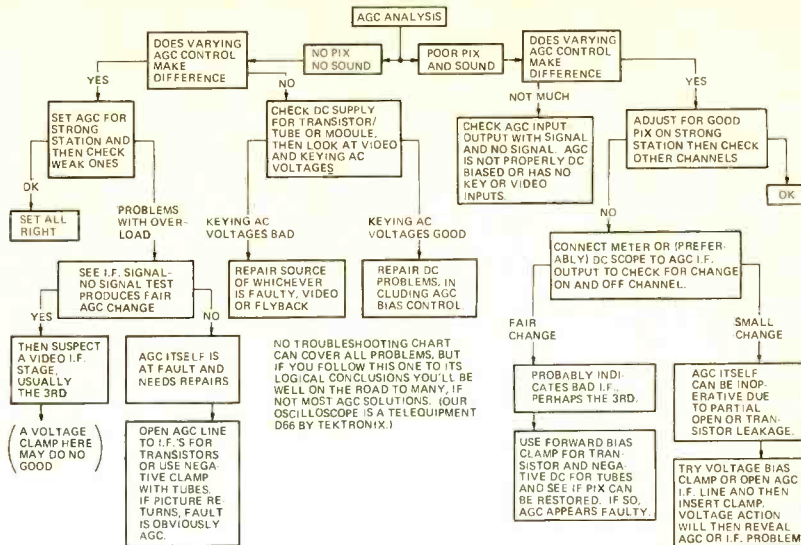 AGC ANALYSIS
DOES VARYING
AGC CONTROL
MAKE
DIFFERENCE
NO PIX
NO SOUND
POOR PIX
AND SOUND
DOES VARYING
AGC CONTROL
MAKE
DIFFERENCE
YES
NO
NOT MUCH
YES
SET AGC FOR
STRONG
STATION AND
THEN CHECK
WEAK ONES
CHECK DC SUPPLY
FOR TRANSISTOR/
TUBE OR MODULE,
THEN LOOK AT VIDEO
AND KEYING AC
VOLTAGES
CHECK AGC INPUT
OUTPUT WITH SIGNAL
AND NO SIGNAL. AGC
IS NOT PROPERLY DC
BIASED OR HAS NO
KEY OR VIDEO
INPUTS.
ADJUST FOR GOOD
PIX ON STRONG
STATION THEN CHECK
OTHER CHANNELS
OK
SET ALL
RIGHT
PROBLEMS
WITH OVER-
LOAD
KEYING AC
VOLTAGES BAD
KEYING AC
VOLTAGES GOOD
NO
OK
SEE I.F. SIGNAL-
NO SIGNAL TEST
PRODUCES FAIR
AGC CHANGE
REPAIR SOURCE
OF WHICHEVER
IS FAULTY, VIDEO
OR FLYBACK
REPAIR DC
PROBLEMS, IN
CLUDING AGC
BIAS CONTROL.
CONNECT METER OR (PREFER-
ABLY) DC SCOPE TO AGC I.F.
OUTPUT TO CHECK FOR CHANGE
ON AND OFF CHANNEL.
YES
NO
FAIR
CHANGE
SMALL
CHANGE
THEN SUSPECT
A VIDEO I.F.
STAGE,
USUALLY
THE 3RD
AGC ITSELF IS
AT FAULT AND
NEEDS REPAIRS
NO TROUBLESHOOTING CHART
CAN COVER ALL PROBLEMS, BUT
IF YOU FOLLOW THIS ONE TO ITS
LOGICAL CONCLUSIONS YOU'LL BE
WELL ON THE ROAD TO MANY, IF
NOT MOST AGC SOLUTIONS. (OUR
OSCILLOSCOPE IS A TELEQUIPMENT
D66 BY TEKTRONIX.)
PROBABLY INDI-
CATES BAD I.F.,
PERHAPS THE 3RD.
AGC ITSELF
CAN BE INOP-
ERATIVE DUE
TO PARTIAL
OPEN OR TRAN-
SISTOR LEAKAGE.
(A VOLTAGE
CLAMP HERE
MAY DO NO
GOOD)
OPEN AGC LINE
TO I.F.'S FOR
TRANSISTORS
OR USE NEGA-
TIVE CLAMP
WITH TUBES.
IF PICTURE RE-
TURNS, FAULT
IS OBVIOUSLY
AGC.
USE FORWARD BIAS
CLAMP FOR TRAN-
SISTOR AND NEGA-
TIVE DC FOR TUBES
AND SEE IF PIX CAN
BE RESTORED. IF SO,
AGC APPEARS FAULTY.
TRY VOLTAGE BIAS
CLAMP OR OPEN AGC
I.F. LINE AND THEN
INSERT CLAMP.
VOLTAGE ACTION
WILL THEN REVEAL
AGC OR I.F. PROBLEM